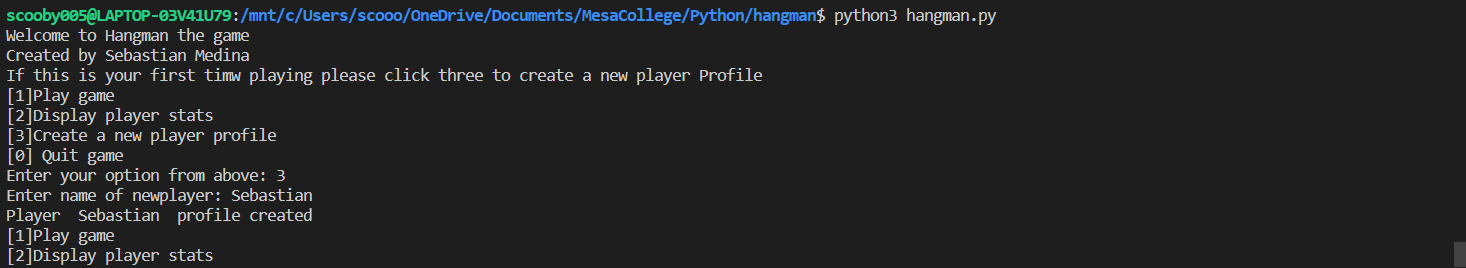 scooby005@LAPTOP-03V41U79:/mnt/c/Users/scooo/OneDrive/Documents/MesaCollege/Python/hangman$ python3 hangman.py
Welcome to Hangman the game
Created by Sebastian Medina
If this is your first timw playing please click three to create a new player Profile
[1]Play game
[2]Display player stats
[3]Create a new player profile
[0] Quit game
Enter your option from above: 3
Enter name of newplayer: Sebastian
Player  Sebastian  profile created
[1]Play game
[2]Display player stats